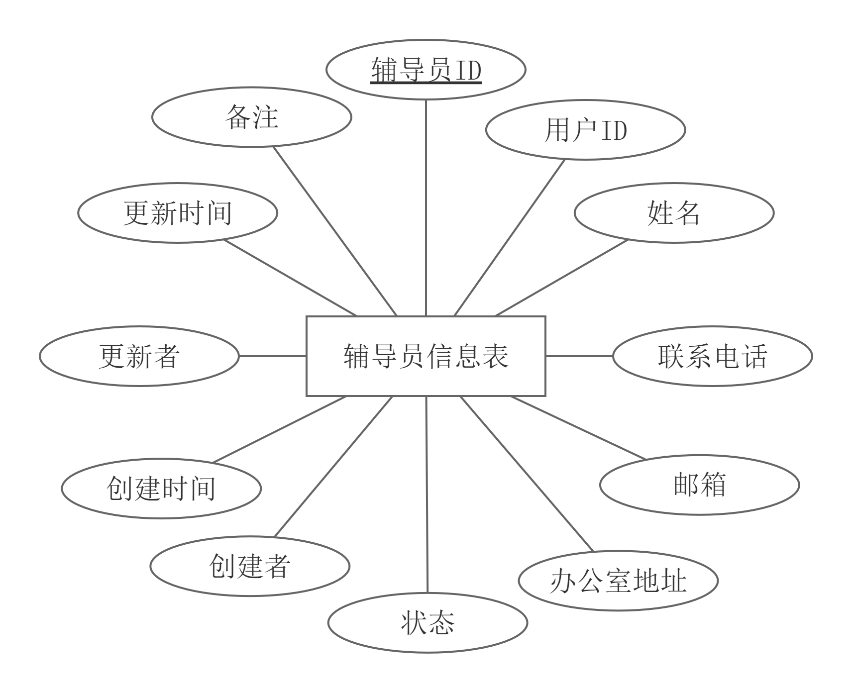 辅导员ID
备注
用户ID
更新时间
姓名
更新者
辅导员信息表
联系电话
创建时间
邮箱
创建者
办公室地址
状态